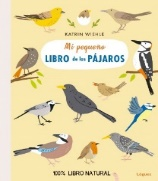 KATRIN WIEHLE
Mi pequeño
LIBRO de los PÁJAROS
100% LIBRO NATURAL